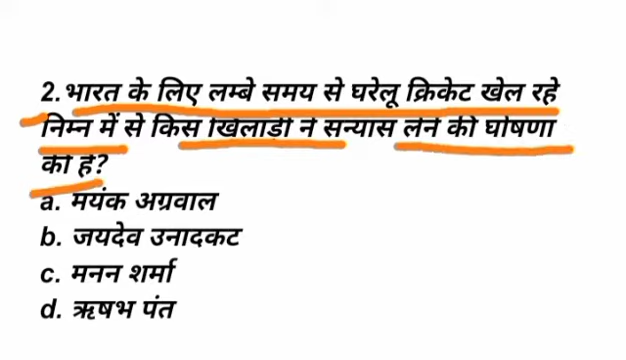 2. भारत के लिए लम्बे समय से घरेलू क्रिकेट खेल रहे
निम्न में से किस खिलाडी ने सन्यास लेने की घोषणा
की है?
a. मयंक अग्रवाल
b. जयदेव उनादकट
c. मनन शर्मा
d. ऋषभ पंत